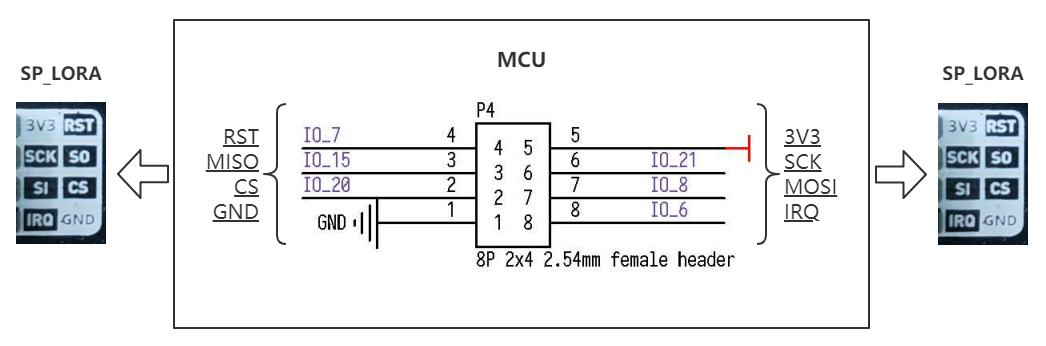 MCU
SP_LORA
3V3 RST
SCK SO
SI CS
IRQ GND
RST
MISO
CS
GND
P4
IO_7 4
IO_15 3
IO_20 2
GND 1
4 5
3 6
2 7
1 8
5
6 IO_21
7 IO_8
8 IO_6
8P 2x4 2.54mm female header
3V3
SCK
MOSI
IRQ
SP_LORA
3V3 RST
SCK SO
SI CS
IRQ GND